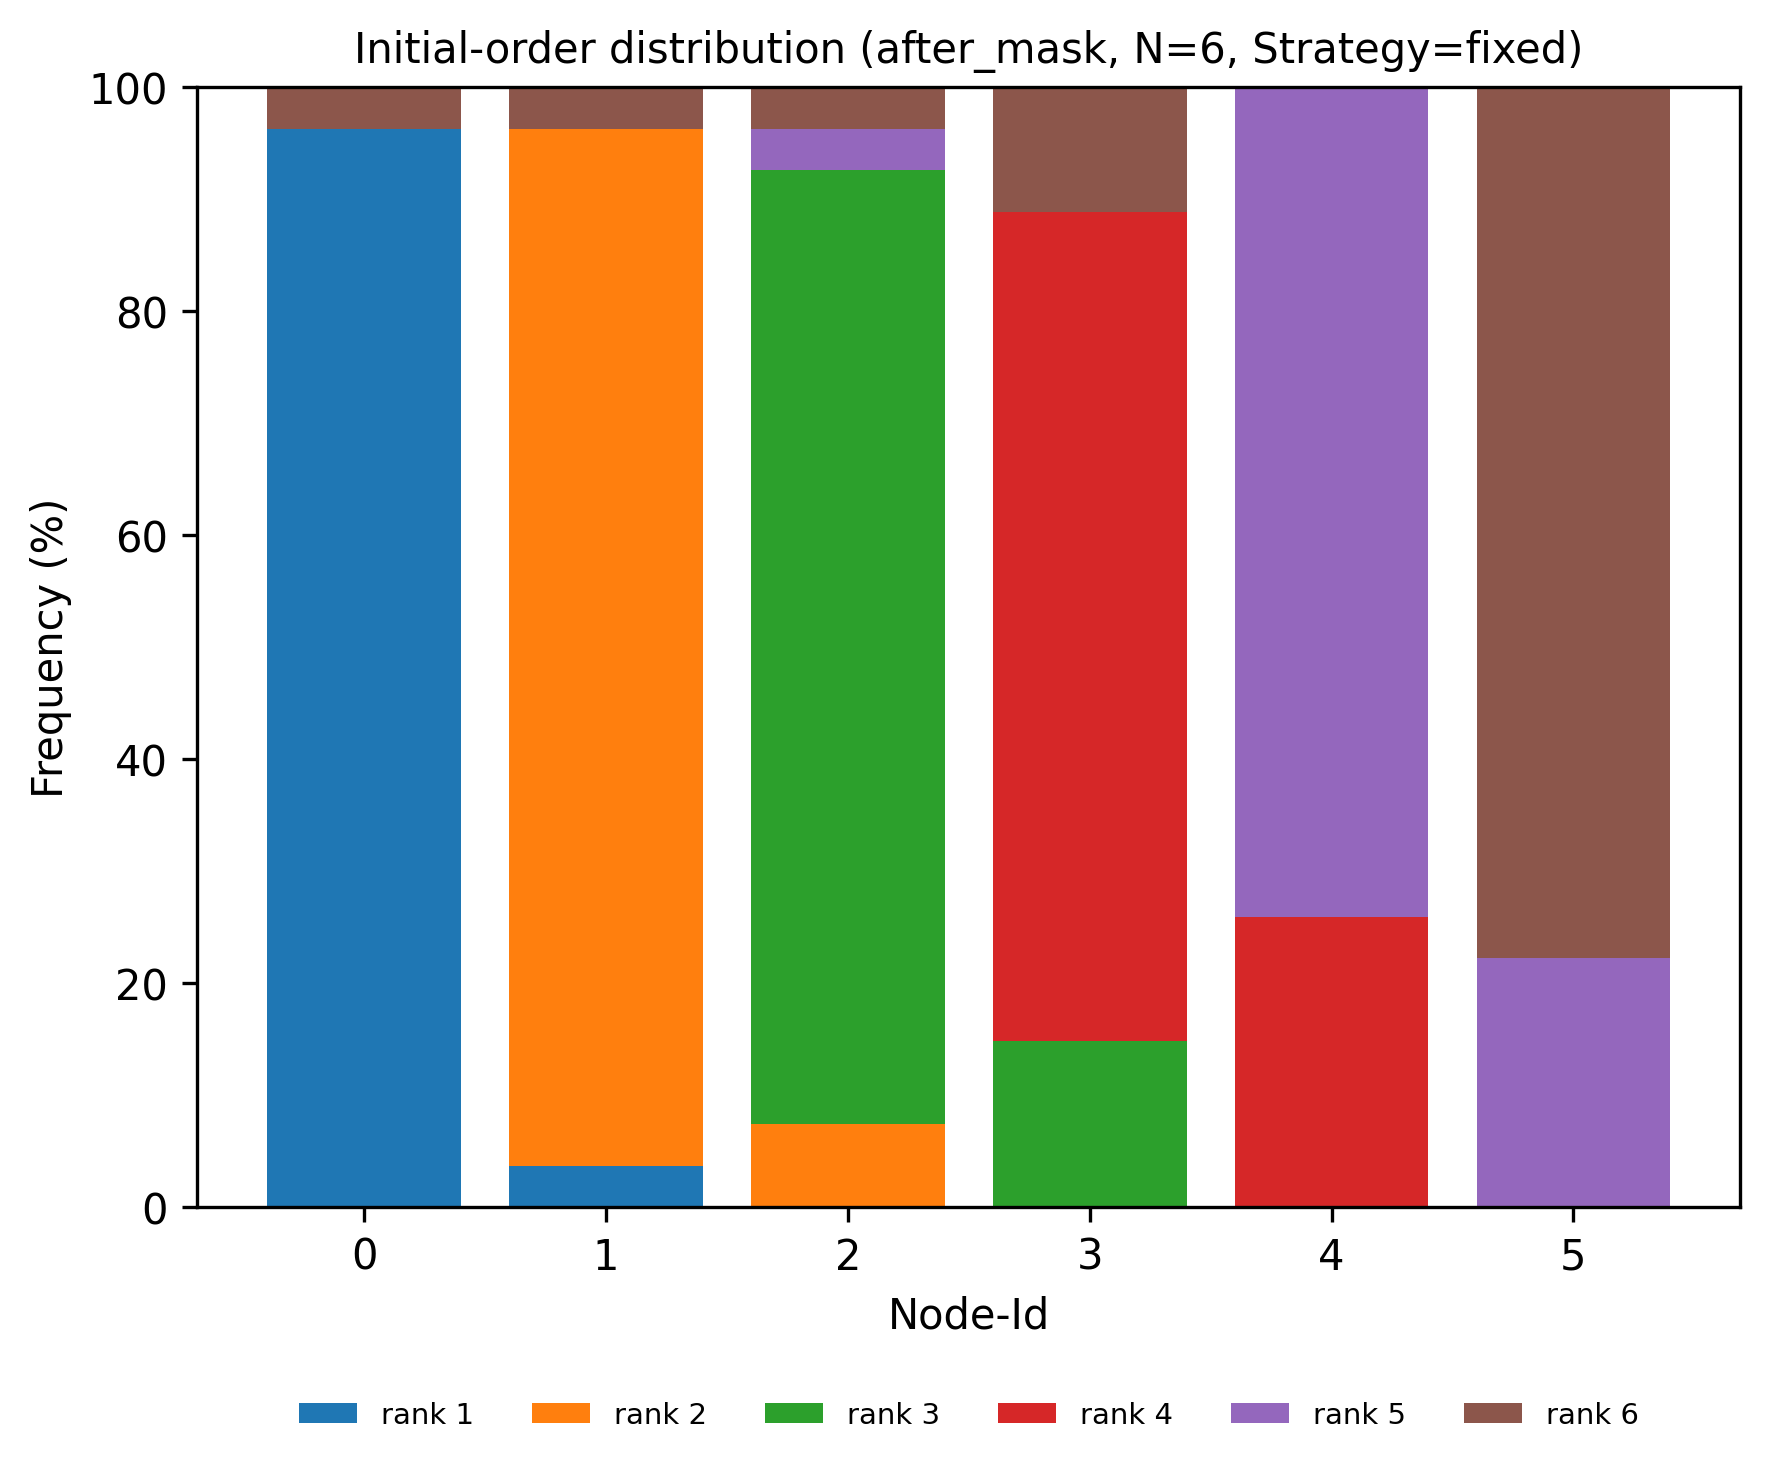 Initial-order distribution (after_mask, N=6, Strategy=fixed)
100
80
60
40
20
0
Frequency (%)
0 1 2 3 4 5
Node-Id
rank 1 rank 2 rank 3 rank 4 rank 5 rank 6